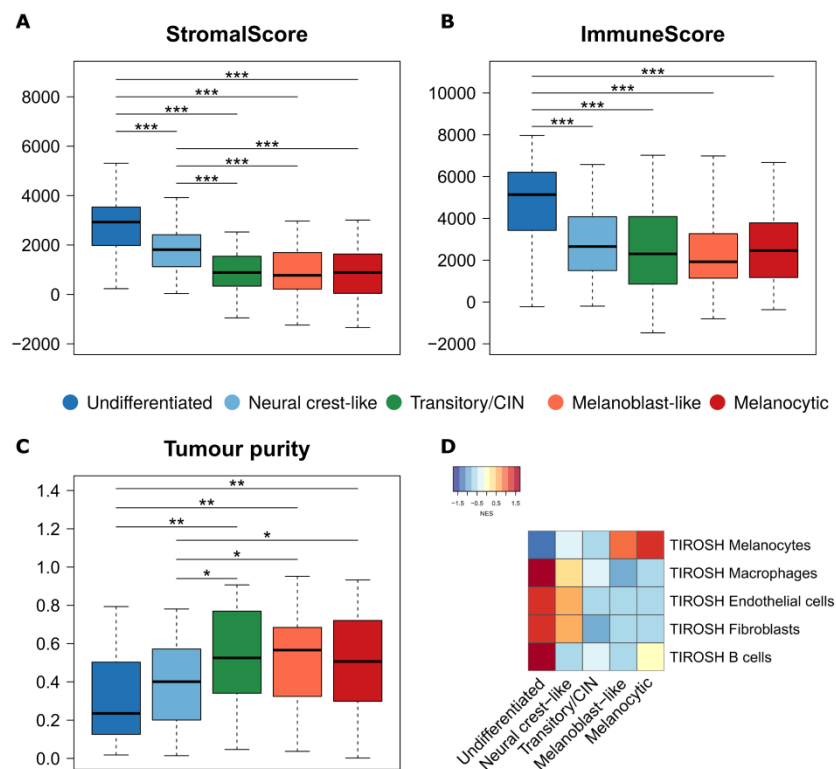 A
StromalScore
8000
6000
4000
2000
0
−2000
***
***
***
***
***
***
***
B
ImmuneScore
10000
8000
6000
4000
2000
0
−2000
***
***
***
***
Undifferentiated Neural crest-like Transitory/CIN Melanoblast-like Melanocytic
C
Tumour purity
1.4
1.2
1.0
0.8
0.6
0.4
0.2
0.0
**
**
**
*
*
*
D
−1.5 −0.5 0.5 1.5
NES
TIROSH Melanocytes
TIROSH Macrophages
TIROSH Endothelial cells
TIROSH Fibroblasts
TIROSH B cells
Undifferentiated
Neural crest-like
Transitory/CIN
Melanoblast-like
Melanocytic